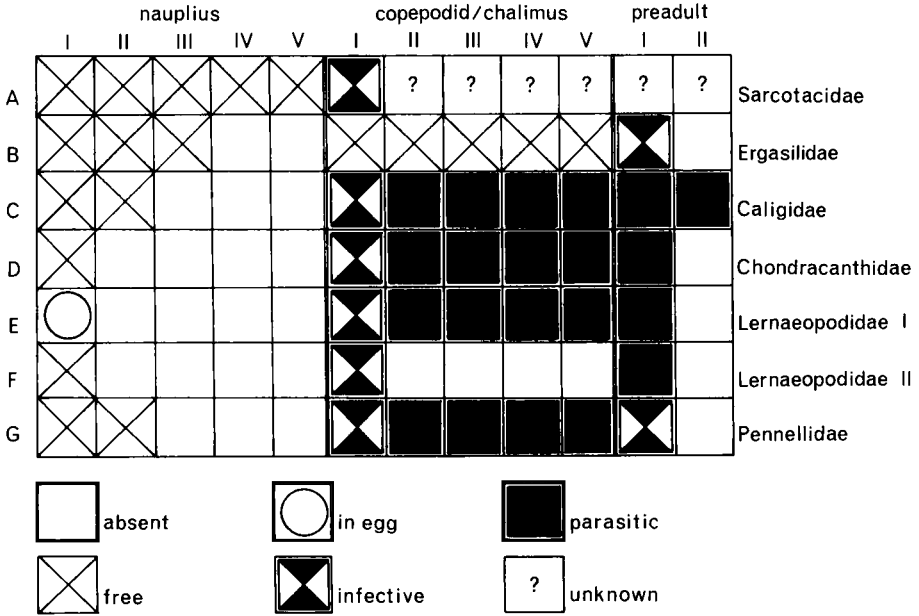 nauplius copepodid/chalimus preadult
I II III IV V I II III IV V I II
A ? ? ? ? ? ? Sarcotacidae
B Ergasilidae
C Caligidae
D Chondracanthidae
E Lernaeopodidae I
F Lernaeopodidae II
G Pennellidae
absent in egg parasitic
free infective ? unknown